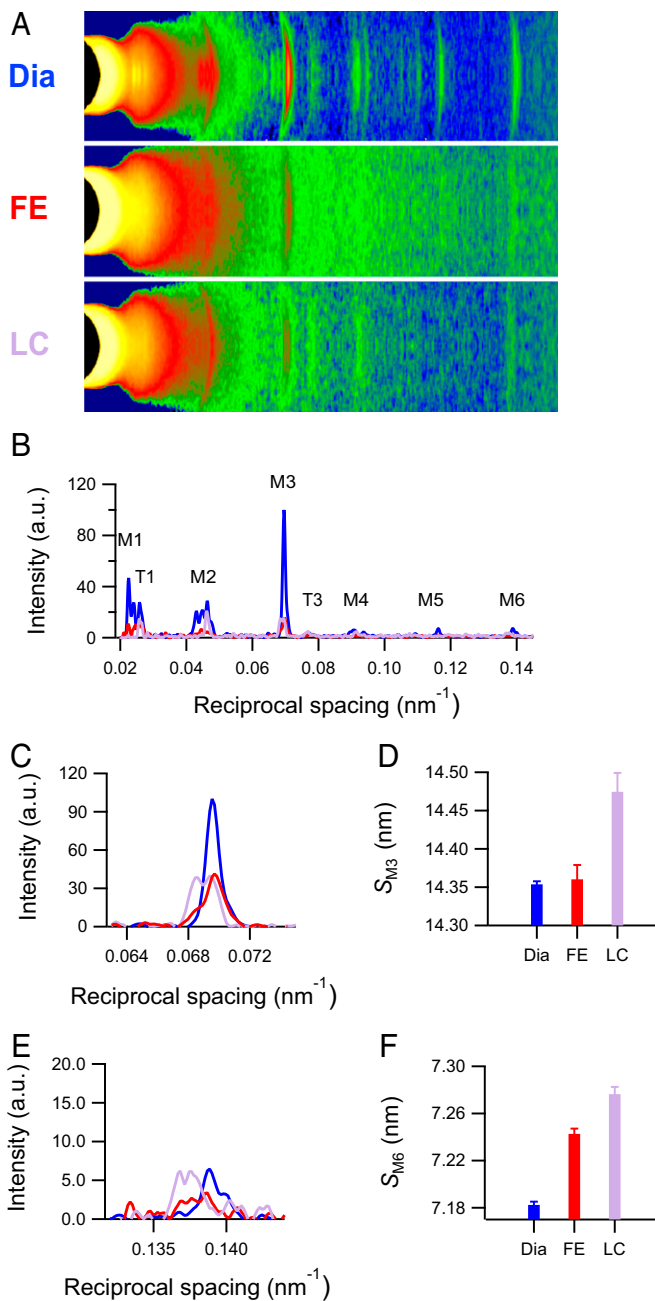 A
Dia
FE
LC
B
Intensity (a.u.)
120
80
40
0
M1
T1
M2
M3
T3
M4
M5
M6
0.02 0.04 0.06 0.08 0.10 0.12 0.14
Reciprocal spacing (nm⁻¹)
C
Intensity (a.u.)
120
90
60
30
0
0.064 0.068 0.072
Reciprocal spacing (nm⁻¹)
D
S_M3 (nm)
14.50
14.45
14.40
14.35
14.30
Dia FE LC
E
Intensity (a.u.)
20.0
15.0
10.0
5.0
0.0
0.135 0.140
Reciprocal spacing (nm⁻¹)
F
S_M6 (nm)
7.30
7.26
7.22
7.18
Dia FE LC